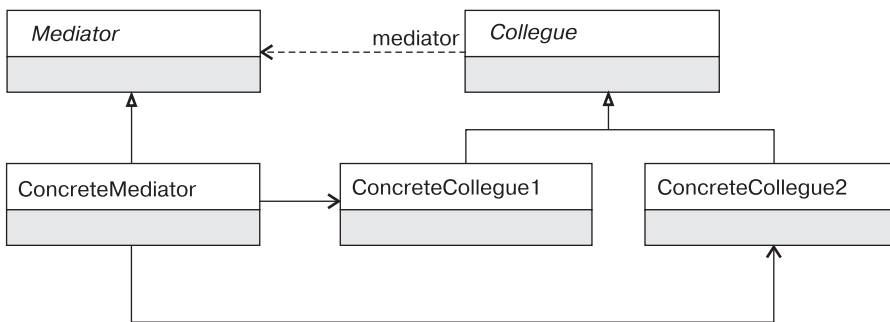 Mediator
mediator
Collegue
ConcreteMediator
ConcreteCollegue1
ConcreteCollegue2